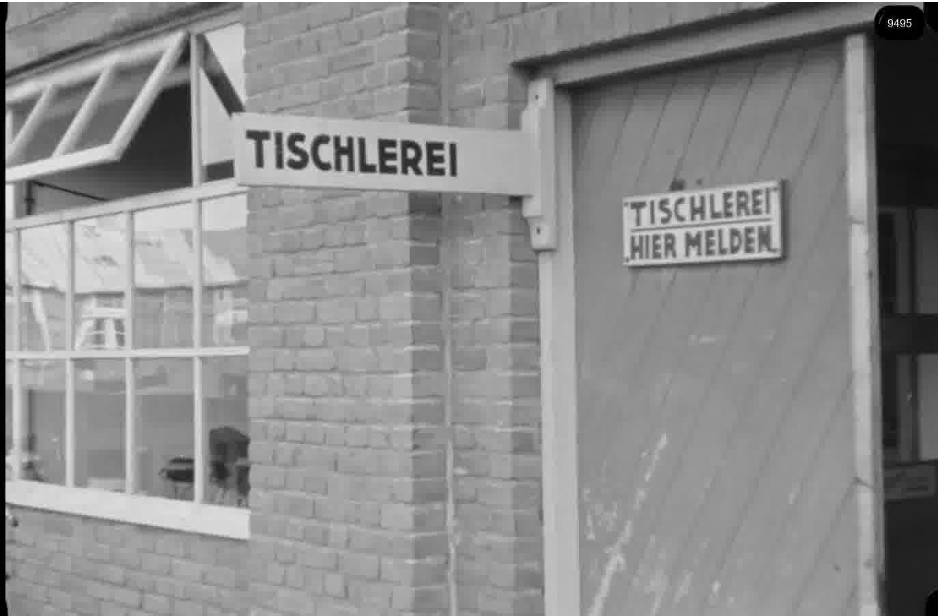 9495
TISCHLEREI
"TISCHLEREI"
„HIER MELDEN„